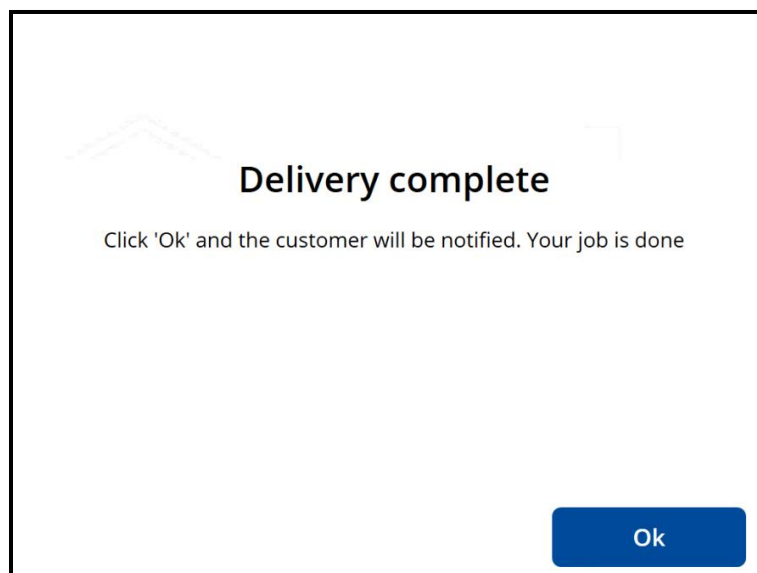 Delivery complete
Click 'Ok' and the customer will be notified. Your job is done
Ok